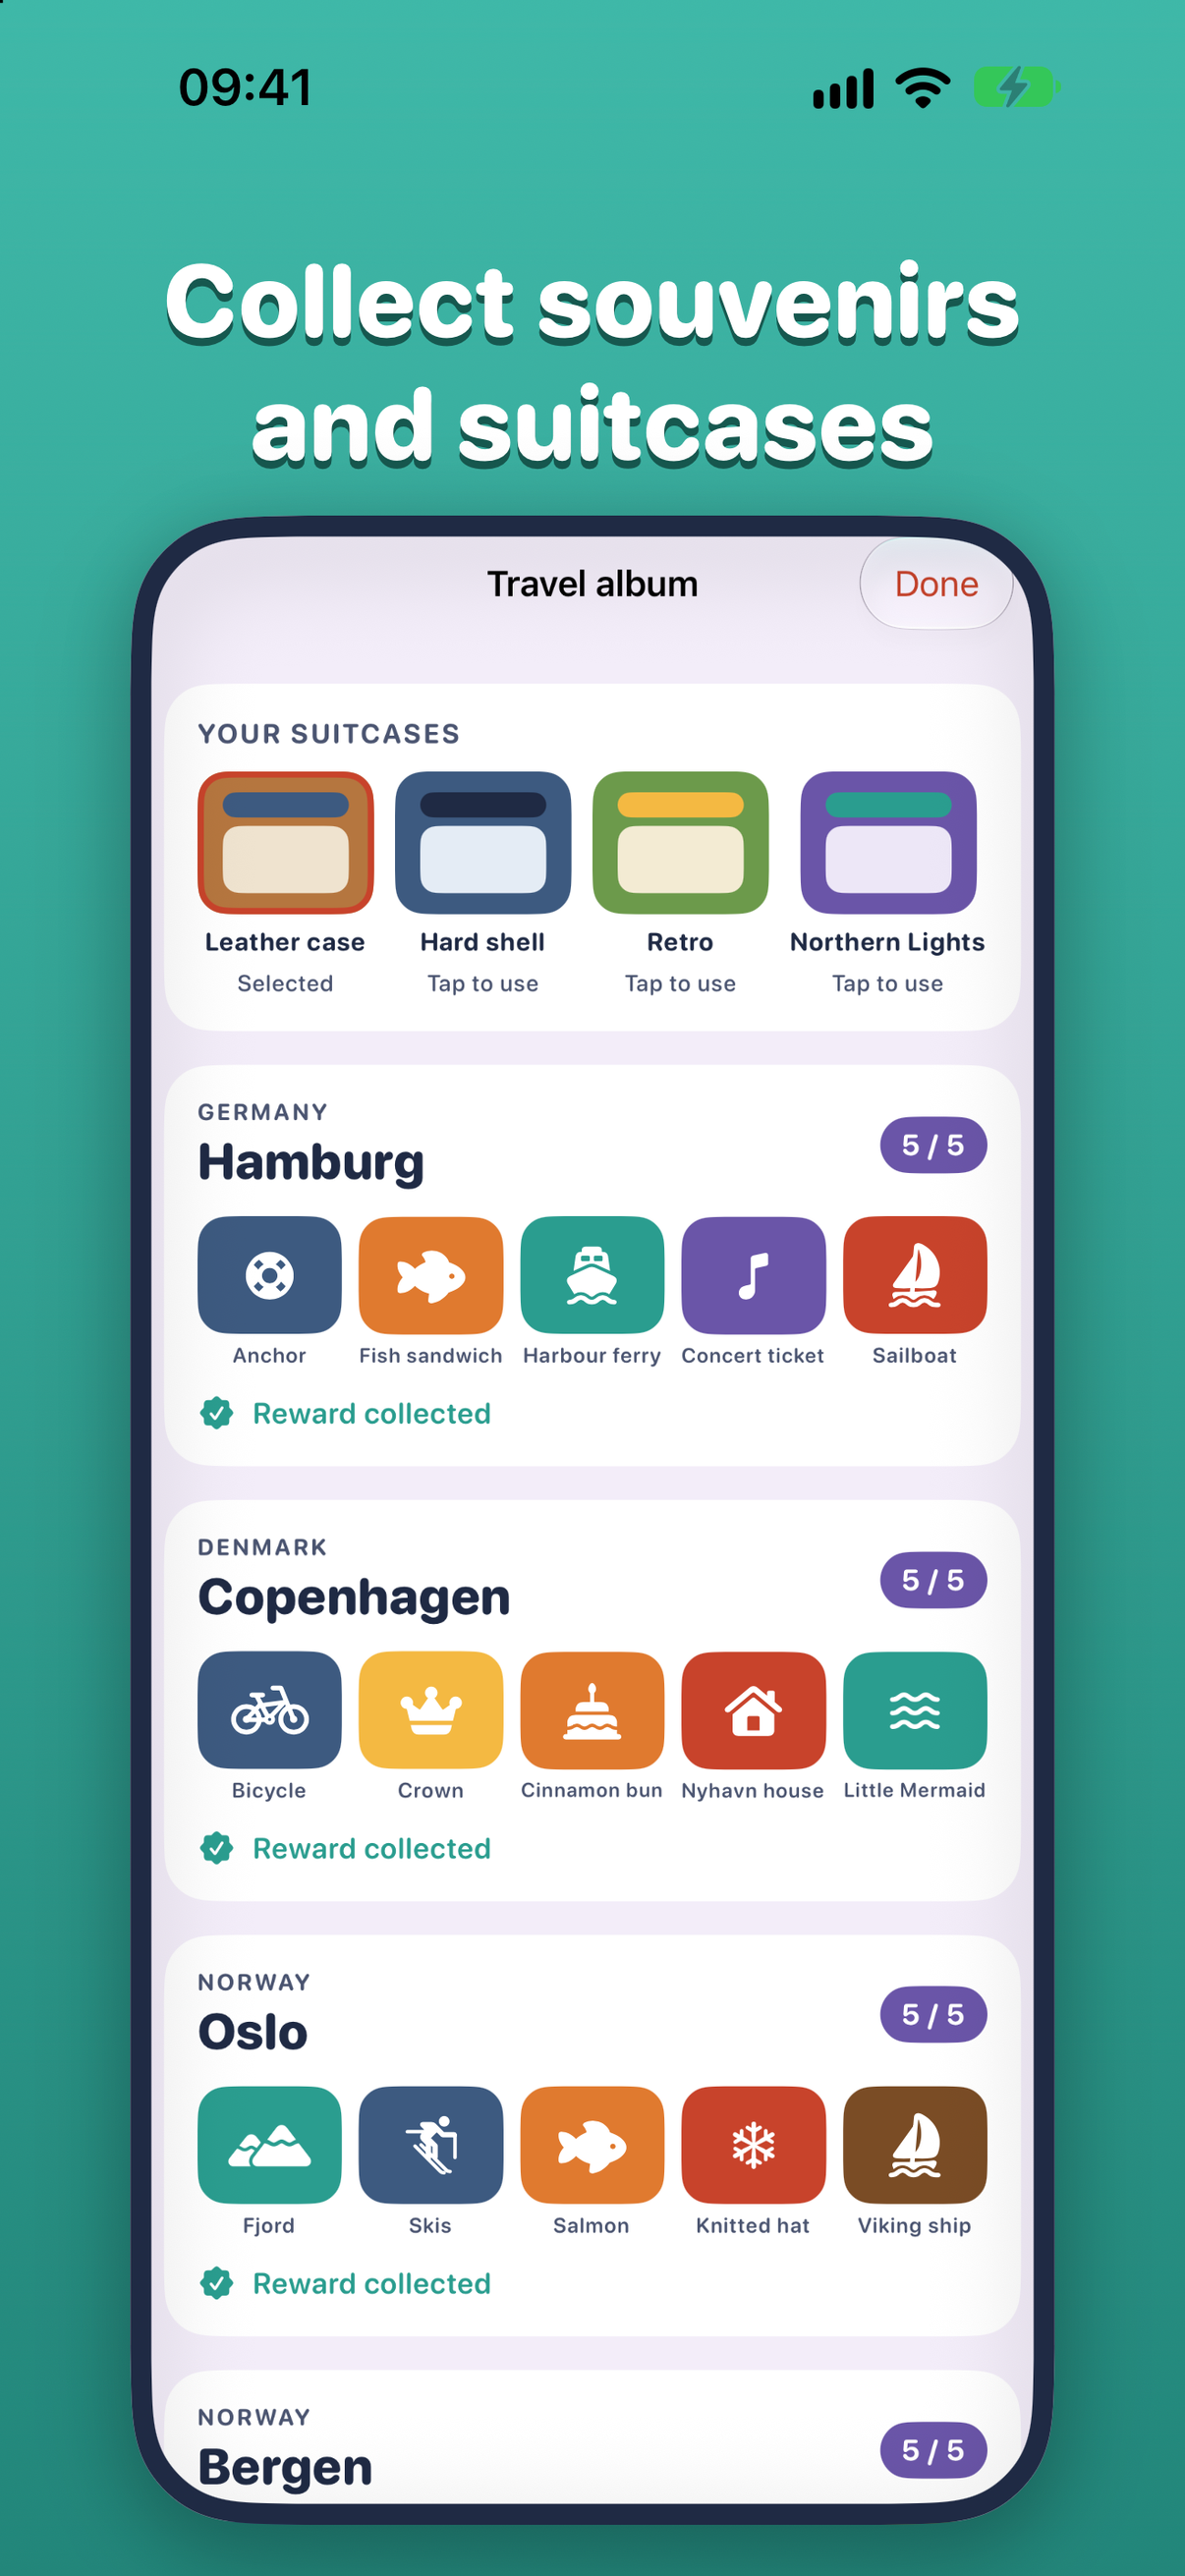 09:41
Collect souvenirs
and suitcases
Travel album
Done
YOUR SUITCASES
Leather case
Hard shell
Retro
Northern Lights
Selected
Tap to use
Tap to use
Tap to use
GERMANY
Hamburg
5 / 5
Anchor
Fish sandwich
Harbour ferry
Concert ticket
Sailboat
Reward collected
DENMARK
Copenhagen
5 / 5
Bicycle
Crown
Cinnamon bun
Nyhavn house
Little Mermaid
Reward collected
NORWAY
Oslo
5 / 5
Fjord
Skis
Salmon
Knitted hat
Viking ship
Reward collected
NORWAY
Bergen
5 / 5